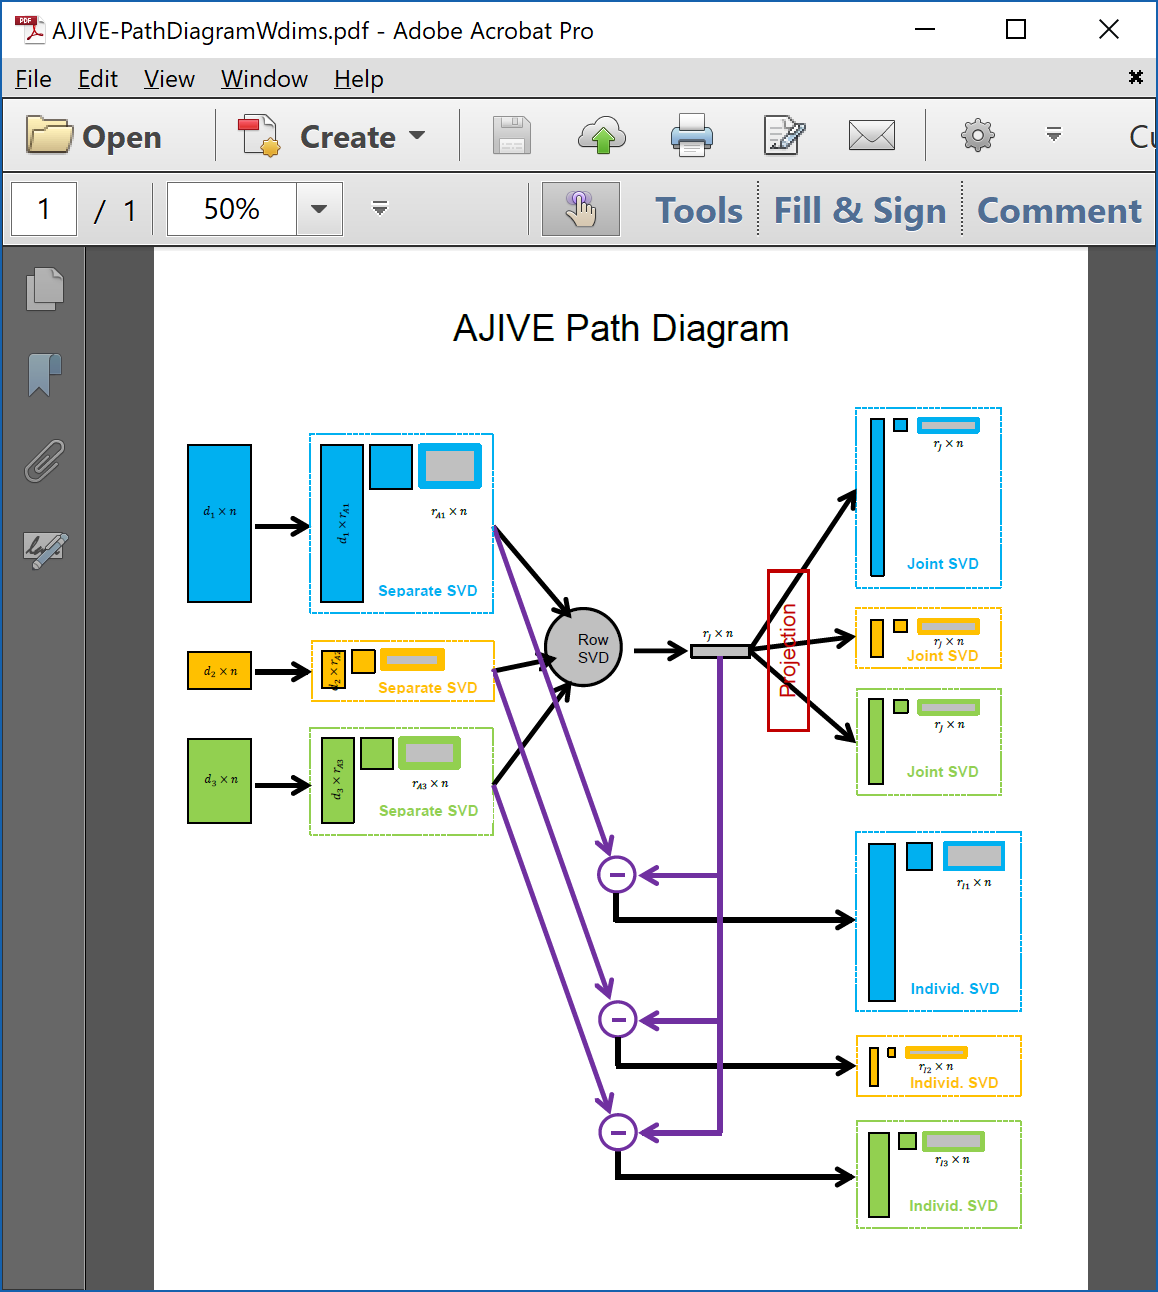 AJIVE-PathDiagramWdims.pdf - Adobe Acrobat Pro
File Edit View Window Help
Open Create
1 / 1 50% Tools Fill & Sign Comment
AJIVE Path Diagram
d₁ × n
d₁ × r_A1
r_A1 × n
Separate SVD
d₂ × n
Separate SVD
d₃ × n
d₃ × r_A3
r_A3 × n
Separate SVD
Row
SVD
r_J × n
Projection
r_J × n
Joint SVD
r_J × n
Joint SVD
r_J × n
Joint SVD
r_I1 × n
Individ. SVD
r_I2 × n
Individ. SVD
r_I3 × n
Individ. SVD